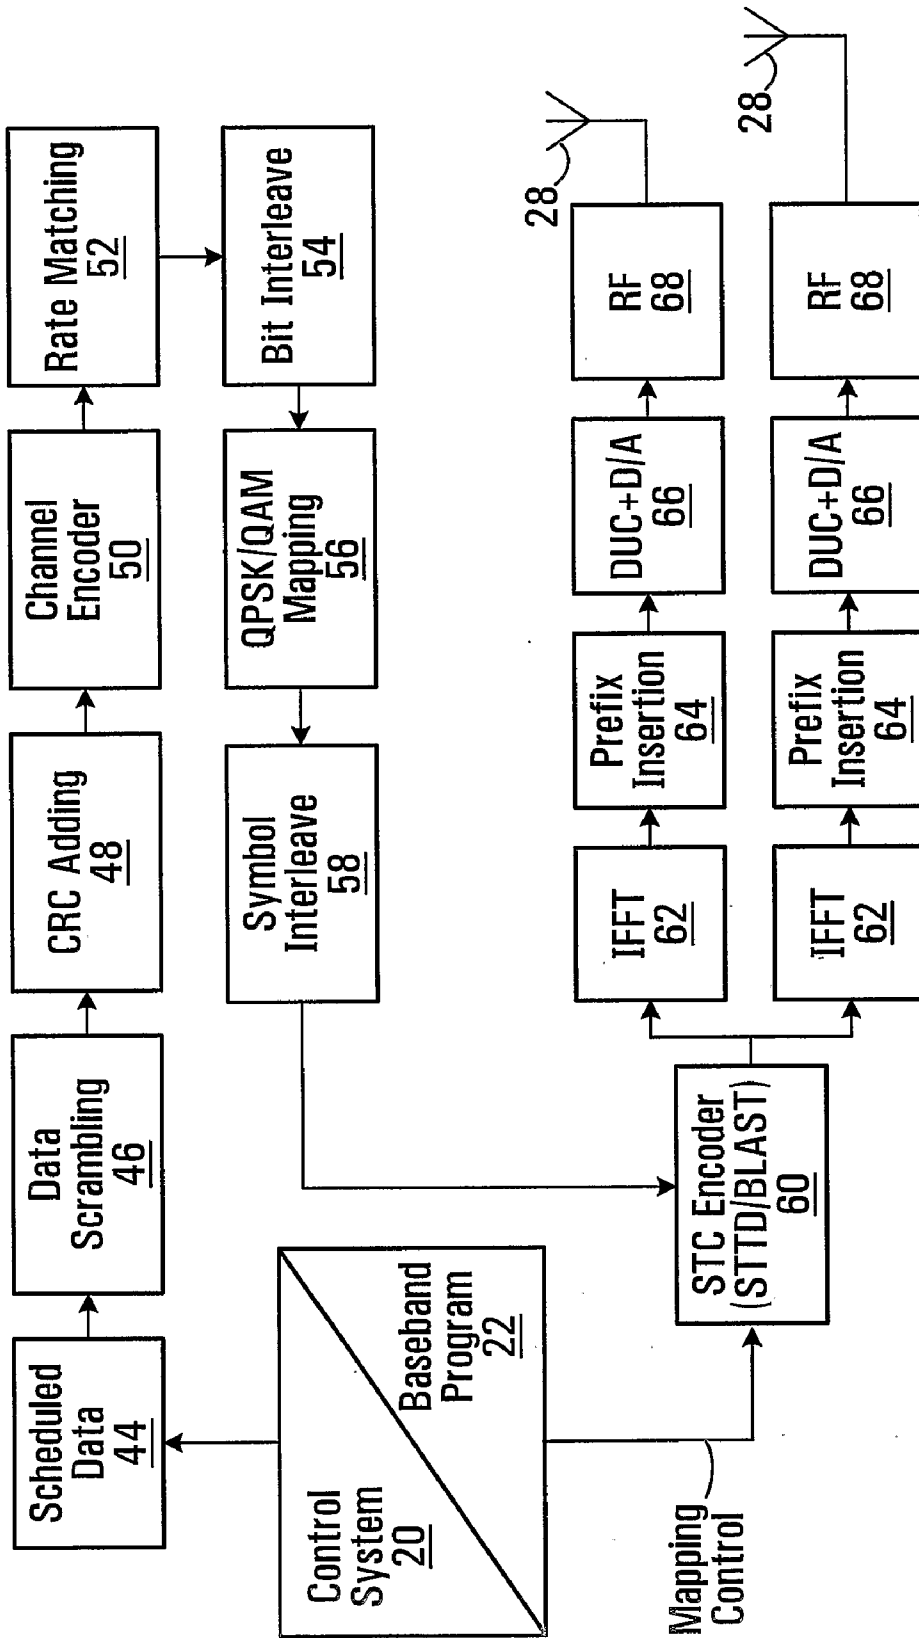 Scheduled
Data
44
Data
Scrambling
46
CRC Adding
48
Channel
Encoder
50
Rate Matching
52
Bit Interleave
54
QPSK/QAM
Mapping
56
Symbol
Interleave
58
Control
System
20
Baseband
Program
22
Mapping
Control
STC Encoder
(STTD/BLAST)
60
IFFT
62
Prefix
Insertion
64
DUC+D/A
66
RF
68
28
IFFT
62
Prefix
Insertion
64
DUC+D/A
66
RF
68
28